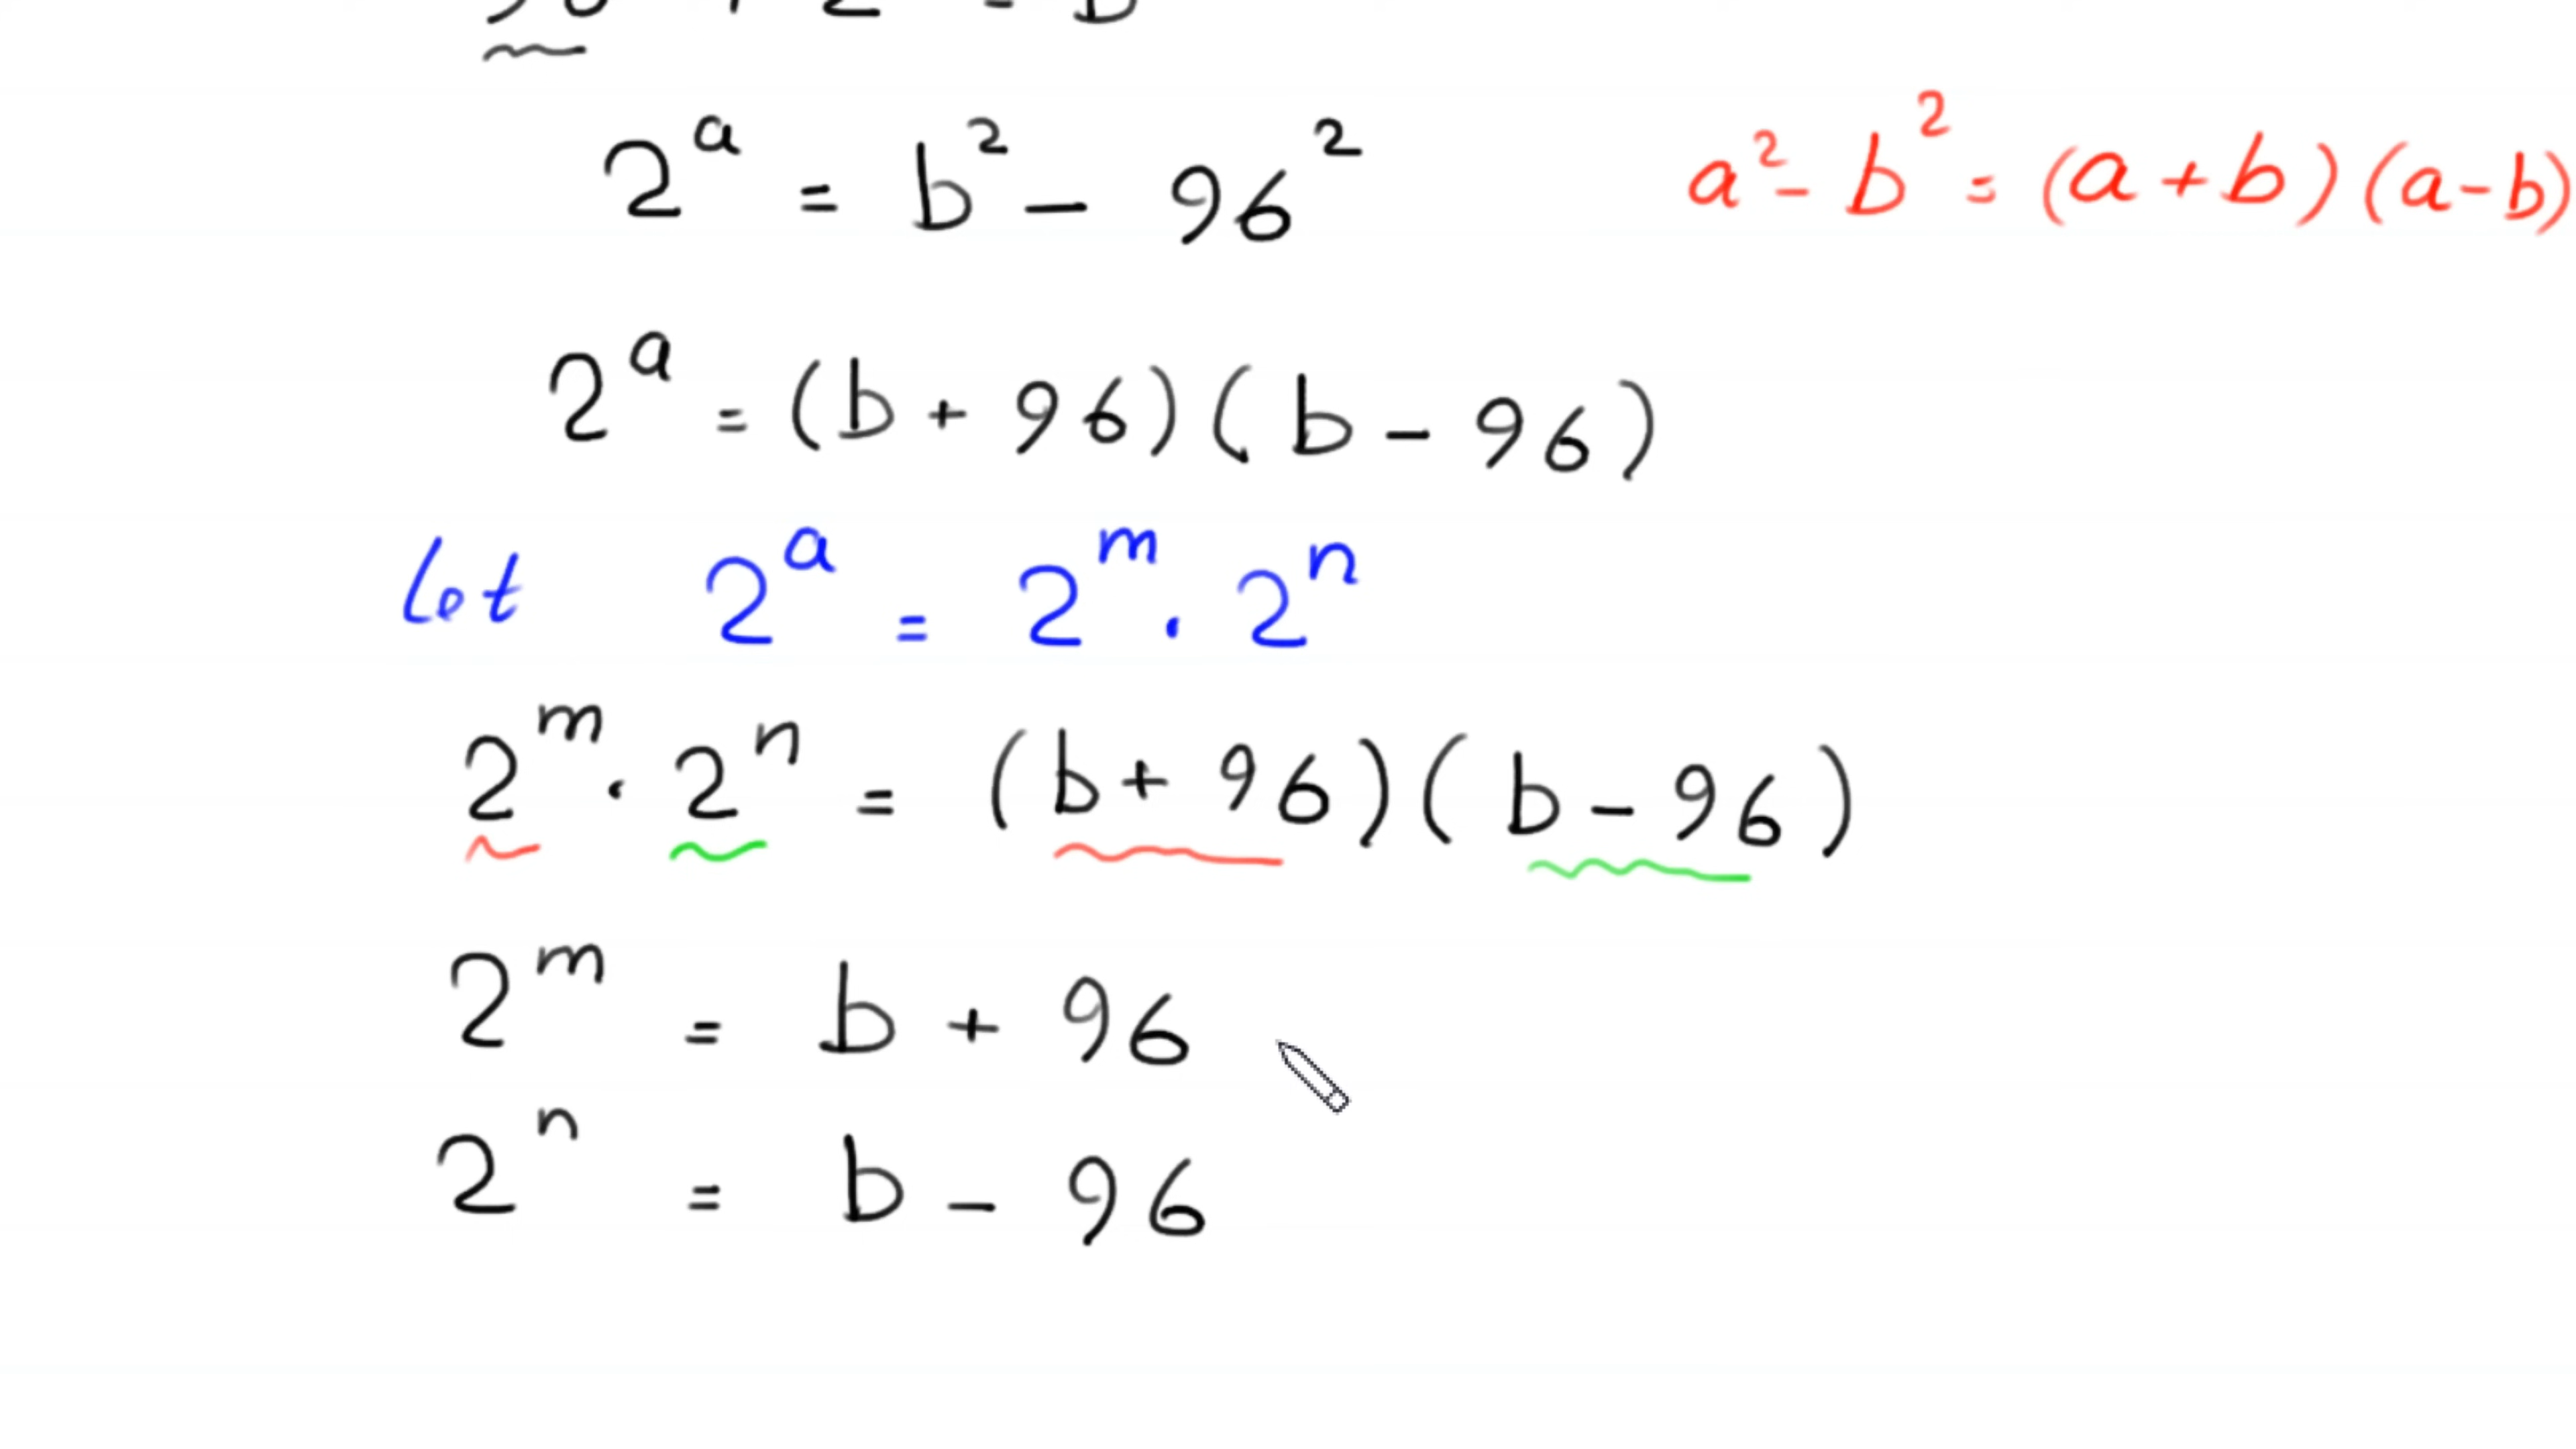 2^a = b^2 - 96^2
a^2 - b^2 = (a + b)(a - b)
2^a = (b + 96)(b - 96)
let 2^a = 2^m · 2^n
2^m · 2^n = (b + 96)(b - 96)
2^m = b + 96
2^n = b - 96